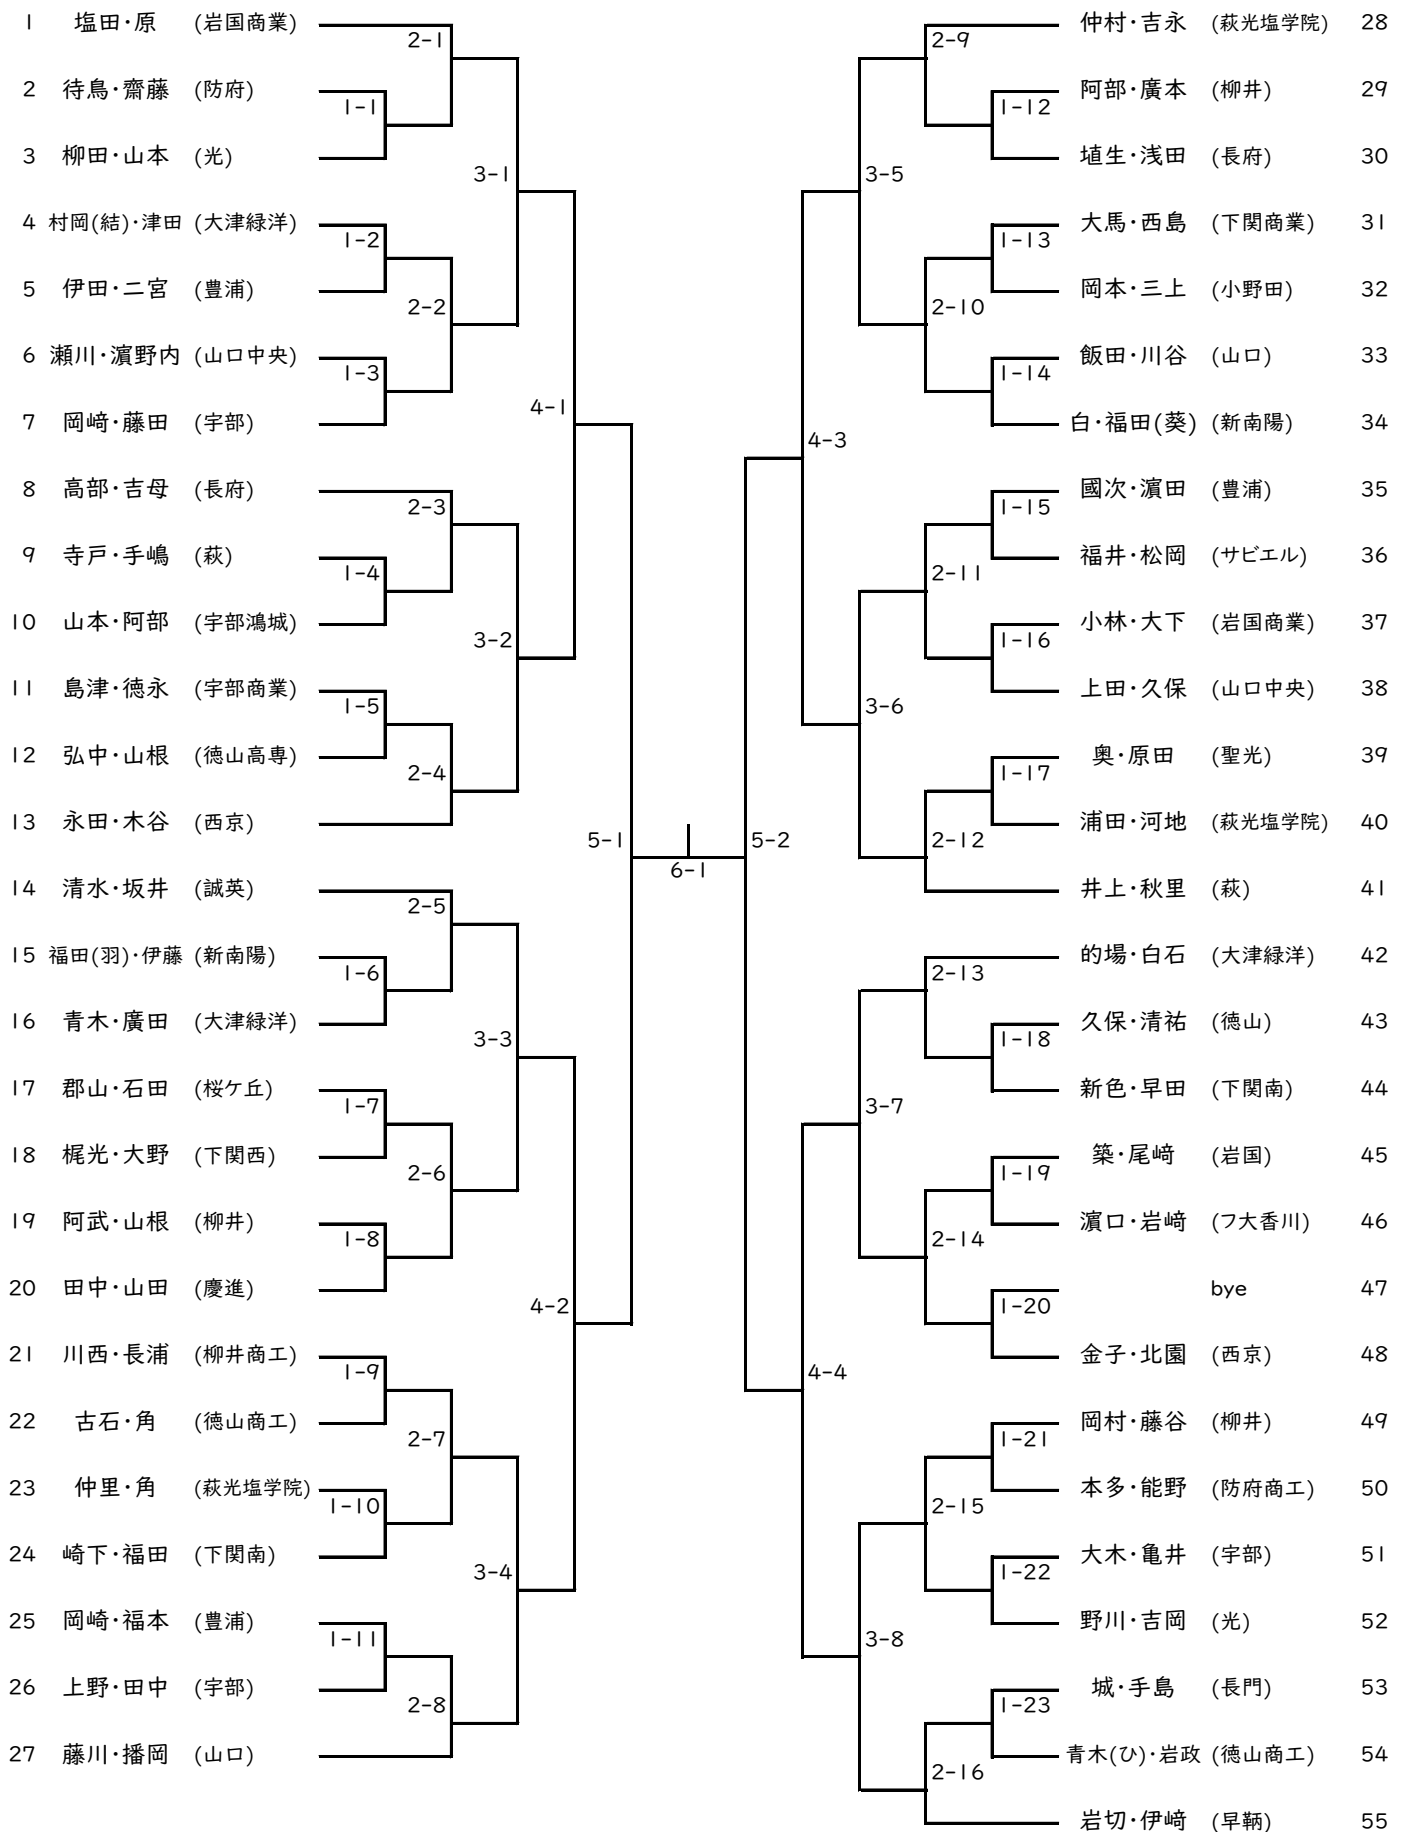 1 塩田・原 (岩国商業)
2 待鳥・齋藤 (防府)
3 柳田・山本 (光)
4 村岡(結)・津田 (大津緑洋)
5 伊田・二宮 (豊浦)
6 瀬川・濵野内 (山口中央)
7 岡﨑・藤田 (宇部)
8 高部・吉母 (長府)
9 寺戸・手嶋 (萩)
10 山本・阿部 (宇部鴻城)
11 島津・徳永 (宇部商業)
12 弘中・山根 (徳山高専)
13 永田・木谷 (西京)
14 清水・坂井 (誠英)
15 福田(羽)・伊藤 (新南陽)
16 青木・廣田 (大津緑洋)
17 郡山・石田 (桜ケ丘)
18 梶光・大野 (下関西)
19 阿武・山根 (柳井)
20 田中・山田 (慶進)
21 川西・長浦 (柳井商工)
22 古石・角 (徳山商工)
23 仲里・角 (萩光塩学院)
24 崎下・福田 (下関南)
25 岡崎・福本 (豊浦)
26 上野・田中 (宇部)
27 藤川・播岡 (山口)
1-1
1-2
1-3
1-4
1-5
1-6
1-7
1-8
1-9
1-10
1-11
2-1
2-2
2-3
2-4
2-5
2-6
2-7
2-8
3-1
3-2
3-3
3-4
4-1
4-2
5-1
6-1
5-2
4-3
4-4
3-5
3-6
3-7
3-8
2-9
2-10
2-11
2-12
2-13
2-14
2-15
2-16
1-12
1-13
1-14
1-15
1-16
1-17
1-18
1-19
1-20
1-21
1-22
1-23
仲村・吉永 (萩光塩学院) 28
阿部・廣本 (柳井) 29
埴生・浅田 (長府) 30
大馬・西島 (下関商業) 31
岡本・三上 (小野田) 32
飯田・川谷 (山口) 33
白・福田(葵) (新南陽) 34
國次・濵田 (豊浦) 35
福井・松岡 (サビエル) 36
小林・大下 (岩国商業) 37
上田・久保 (山口中央) 38
奥・原田 (聖光) 39
浦田・河地 (萩光塩学院) 40
井上・秋里 (萩) 41
的場・白石 (大津緑洋) 42
久保・清祐 (徳山) 43
新色・早田 (下関南) 44
築・尾﨑 (岩国) 45
濵口・岩﨑 (フ大香川) 46
bye 47
金子・北園 (西京) 48
岡村・藤谷 (柳井) 49
本多・能野 (防府商工) 50
大木・亀井 (宇部) 51
野川・吉岡 (光) 52
城・手島 (長門) 53
青木(ひ)・岩政 (徳山商工) 54
岩切・伊﨑 (早鞆) 55